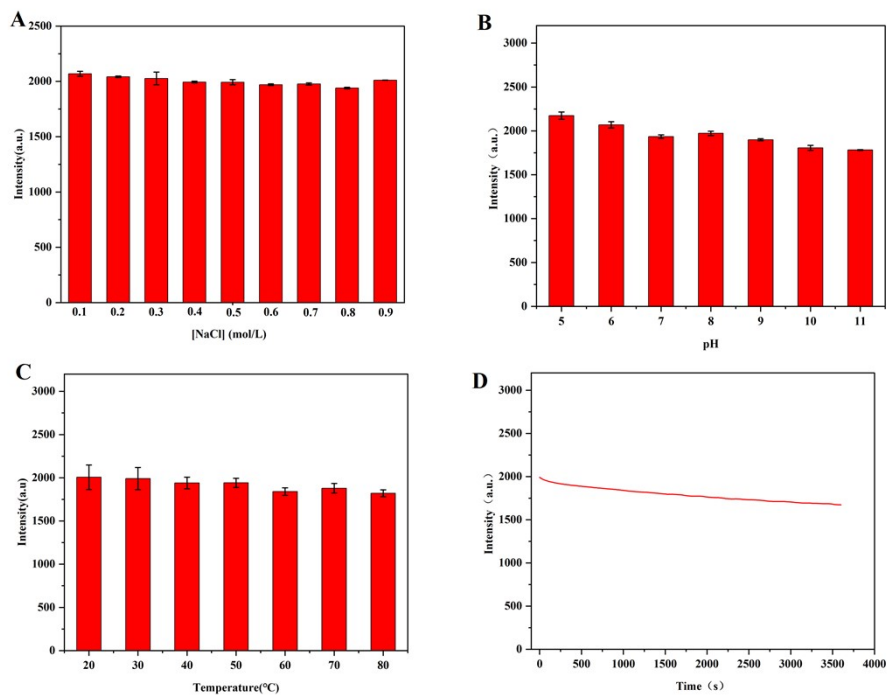 A
2500
2000
1500
1000
500
0
Intensity(a.u.)
0.1 0.2 0.3 0.4 0.5 0.6 0.7 0.8 0.9
[NaCl] (mol/L)
B
3000
2500
2000
1500
1000
500
0
Intensity（a.u.）
5 6 7 8 9 10 11
pH
C
3000
2500
2000
1500
1000
500
0
Intensity(a.u)
20 30 40 50 60 70 80
Temperature(°C)
D
3000
2500
2000
1500
1000
500
0
Intensity（a.u.）
0 500 1000 1500 2000 2500 3000 3500 4000
Time（s）